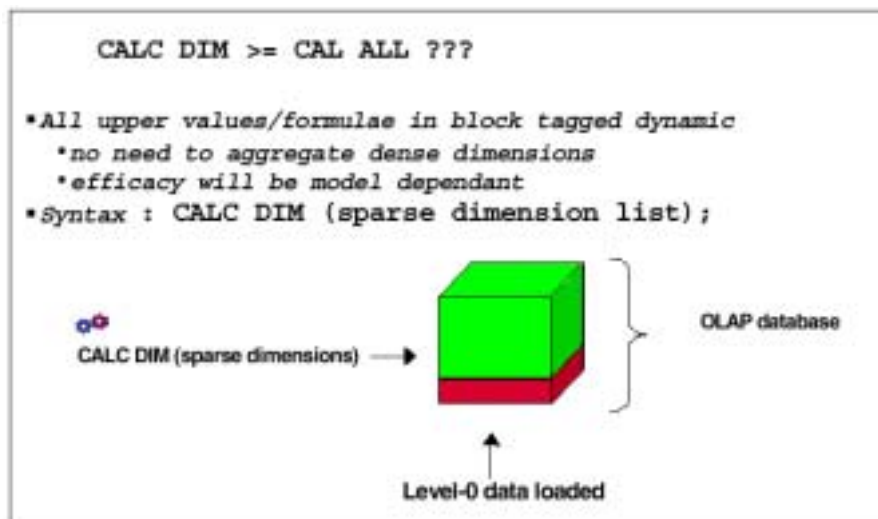 CALC DIM >= CAL ALL ???
▪All upper values/formulae in block tagged dynamic
▪no need to aggregate dense dimensions
▪efficacy will be model dependant
▪Syntax : CALC DIM (sparse dimension list);
OLAP database
CALC DIM (sparse dimensions)
Level-0 data loaded